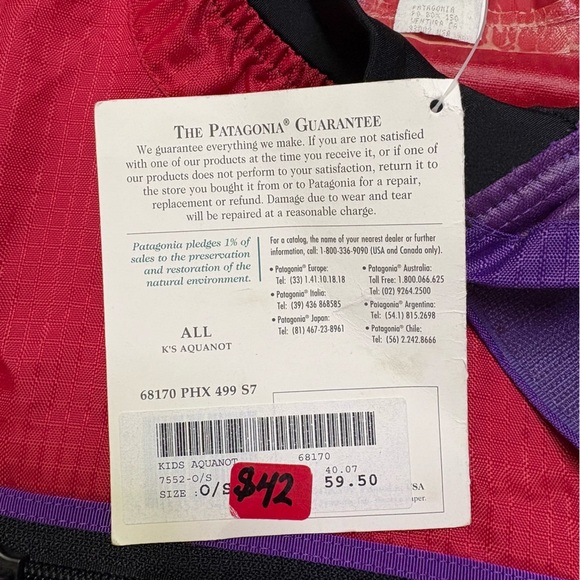 PATAGONIA
P.O. BOX 150
VENTURA CA
THE PATAGONIA® GUARANTEE
We guarantee everything we make. If you are not satisfied
with one of our products at the time you receive it, or if one of
our products does not perform to your satisfaction, return it to
the store you bought it from or to Patagonia for a repair,
replacement or refund. Damage due to wear and tear
will be repaired at a reasonable charge.
Patagonia pledges 1% of
sales to the preservation
and restoration of the
natural environment.
For a catalog, the name of your nearest dealer or further
information, call: 1-800-336-9090 (USA and Canada only).
• Patagonia® Europe:
Tel: (33) 1.41.10.18.18
• Patagonia® Italia:
Tel: (39) 436 868585
• Patagonia® Japan:
Tel: (81) 467-23-8961
• Patagonia® Australia:
Toll Free: 1.800.066.625
Tel: (02) 9264.2500
• Patagonia® Argentina:
Tel: (54.1) 815.2698
• Patagonia® Chile:
Tel: (56) 2.242.8666
ALL
K'S AQUANOT
68170 PHX 499 S7
KIDS AQUANOT 68170
7552-O/S 40.07
SIZE : O/S 59.50
$42
USA